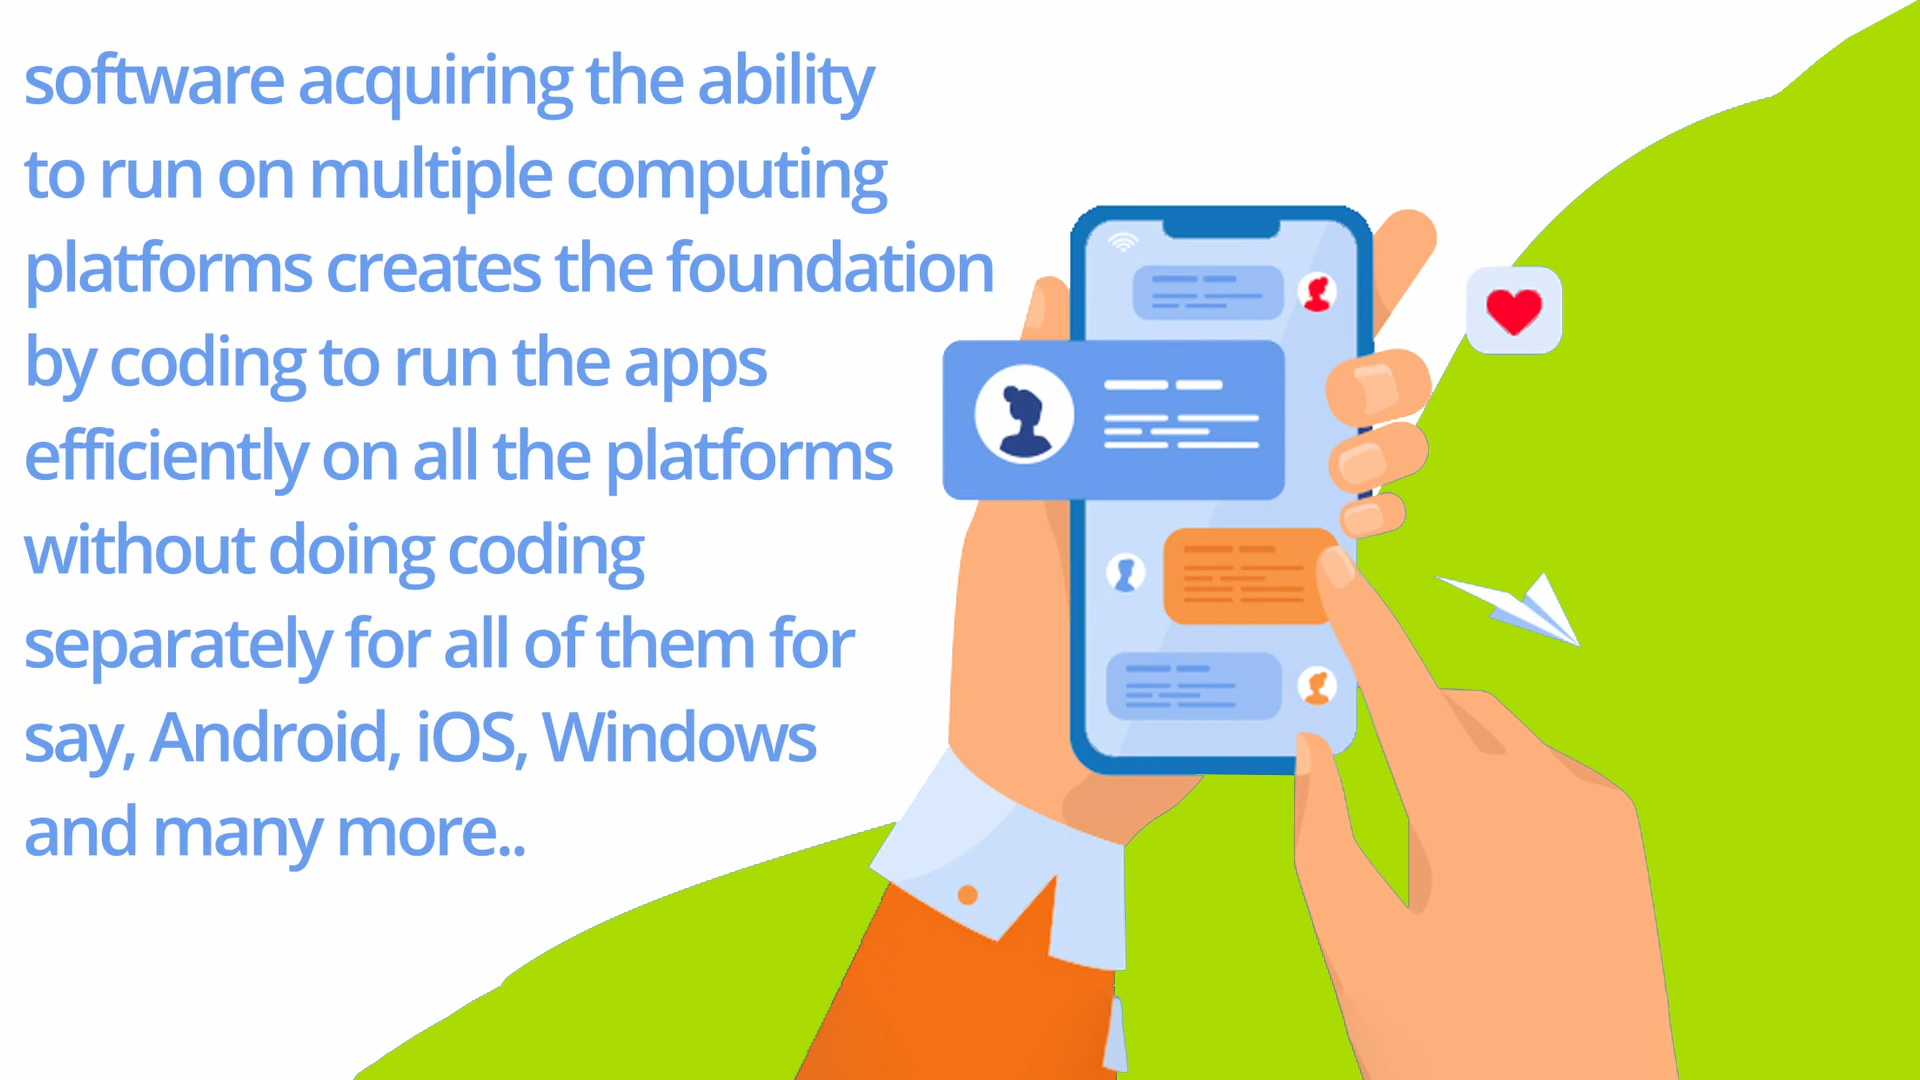 software acquiring the ability
to run on multiple computing
platforms creates the foundation
by coding to run the apps
efficiently on all the platforms
without doing coding
separately for all of them for
say, Android, iOS, Windows
and many more..